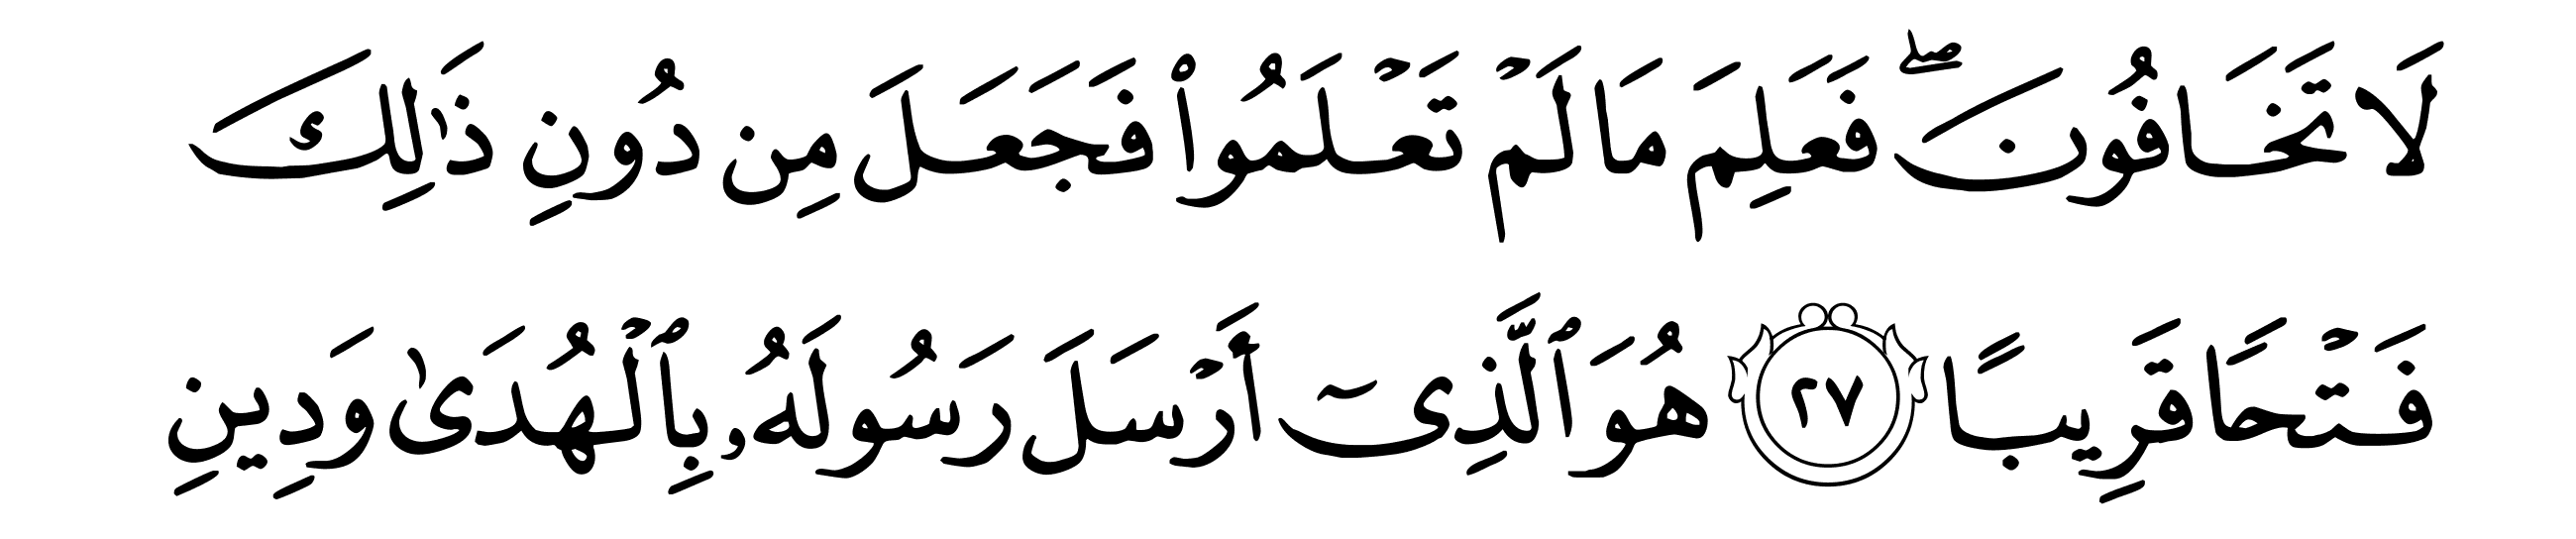 لَا تَخَافُونَۖ فَعَلِمَ مَا لَمۡ تَعۡلَمُواْ فَجَعَلَ مِن دُونِ ذَٰلِكَ
فَتۡحٗا قَرِيبًا ٢٧ هُوَ ٱلَّذِيٓ أَرۡسَلَ رَسُولَهُۥ بِٱلۡهُدَىٰ وَدِينِ